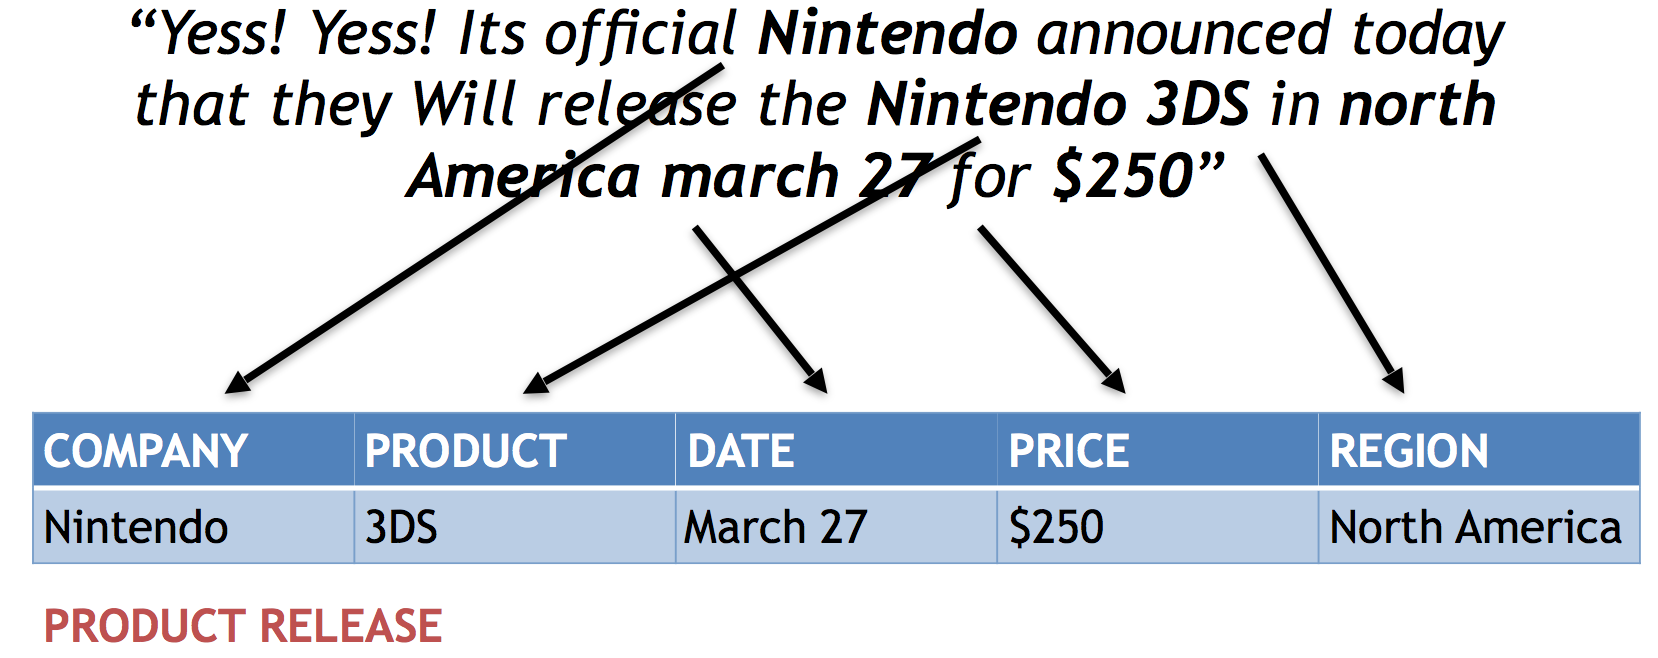 “Yess! Yess! Its official Nintendo announced today
that they Will release the Nintendo 3DS in north
America march 27 for $250”
COMPANY PRODUCT DATE PRICE REGION
Nintendo 3DS March 27 $250 North America
PRODUCT RELEASE